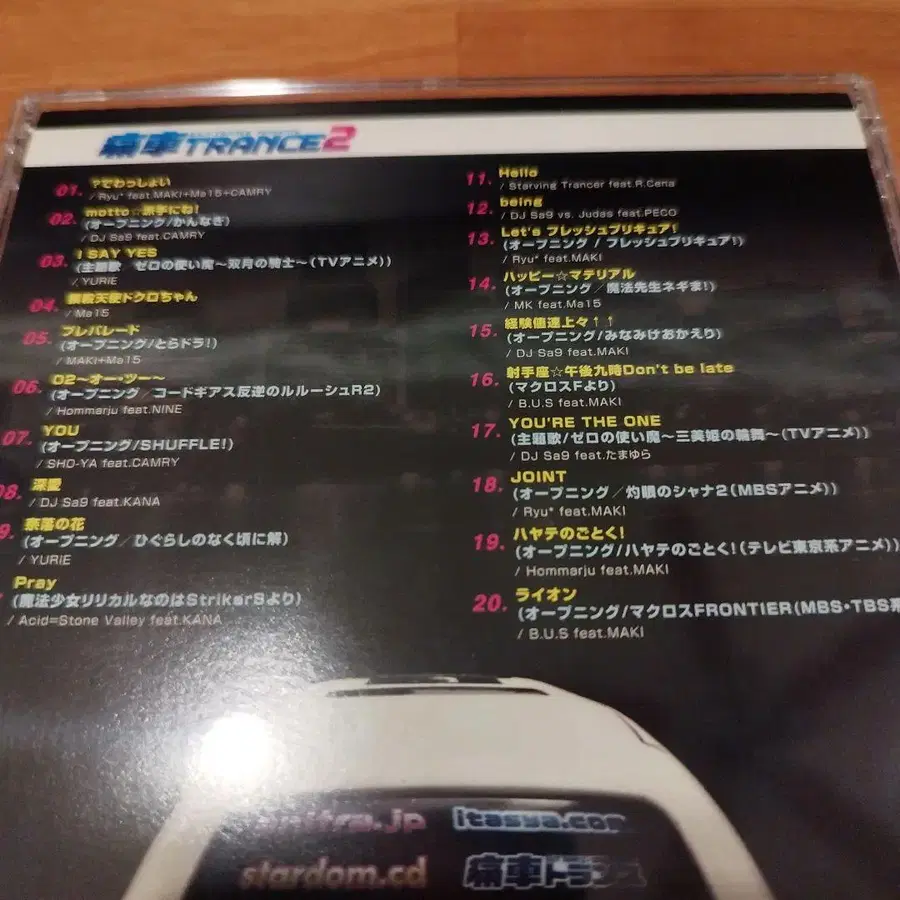 痛車TRANCE2
01. ?でわっしょい
/ Ryu* feat.MAKI+Ma15+CAMRY
02. motto☆派手にね!
(オープニング/かんなぎ)
/ DJ Sa9 feat.CAMRY
03. I SAY YES
(主題歌/ゼロの使い魔〜双月の騎士〜(TVアニメ))
/ YURiE
04. 撲殺天使ドクロちゃん
/ Ma15
05. プレパレード
(オープニング/とらドラ!)
/ MAKI+Ma15
06. O2〜オー・ツー〜
(オープニング/コードギアス反逆のルルーシュR2)
/ Hommarju feat.NINE
07. YOU
(オープニング/SHUFFLE!)
/ SHO-YA feat.CAMRY
08. 深愛
/ DJ Sa9 feat.KANA
9. 奈落の花
(オープニング/ひぐらしのなく頃に解)
/ YURiE
Pray
(魔法少女リリカルなのはStrikerSより)
/ Acid=Stone Valley feat.KANA
11. Hello
/ Starving Trancer feat.R.Cena
12. being
/ DJ Sa9 vs. Judas feat.PECO
13. Let's フレッシュプリキュア!
(オープニング / フレッシュプリキュア!)
/ Ryu* feat.MAKI
14. ハッピー☆マテリアル
(オープニング/魔法先生ネギま!)
/ MK feat.Ma15
15. 経験値速上々↑↑
(オープニング/みなみけおかえり)
/ DJ Sa9 feat.MAKI
16. 射手座☆午後九時Don't be late
(マクロスFより)
/ B.U.S feat.MAKI
17. YOU'RE THE ONE
(主題歌/ゼロの使い魔〜三美姫の輪舞〜(TVアニメ))
/ DJ Sa9 feat.たまゆら
18. JOINT
(オープニング/灼眼のシャナ2(MBSアニメ))
/ Ryu* feat.MAKI
19. ハヤテのごとく!
(オープニング/ハヤテのごとく!(テレビ東京系アニメ))
/ Hommarju feat.MAKI
20. ライオン
(オープニング/マクロスFRONTIER(MBS・TBS系
/ B.U.S feat.MAKI
itasya.com
stardom.cd
痛車トランス